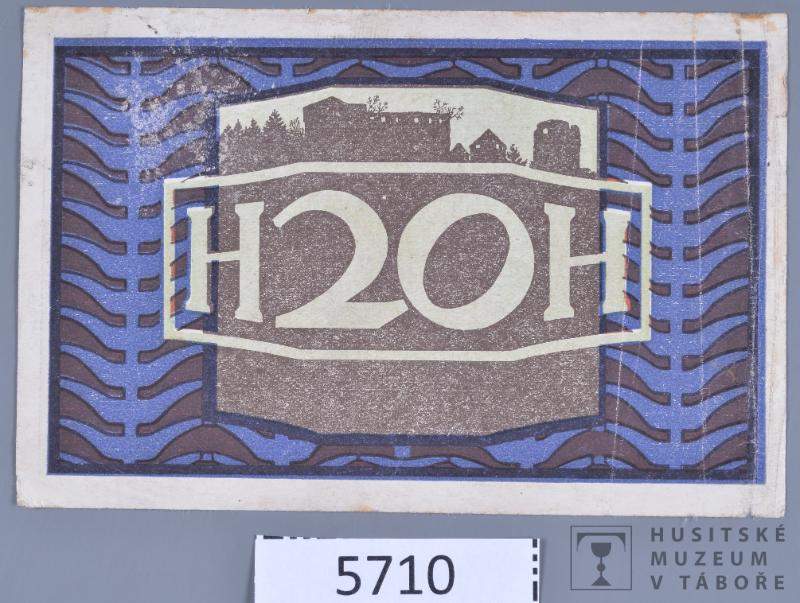 H20H
5710
HUSITSKÉ
MUZEUM
V TÁBOŘE